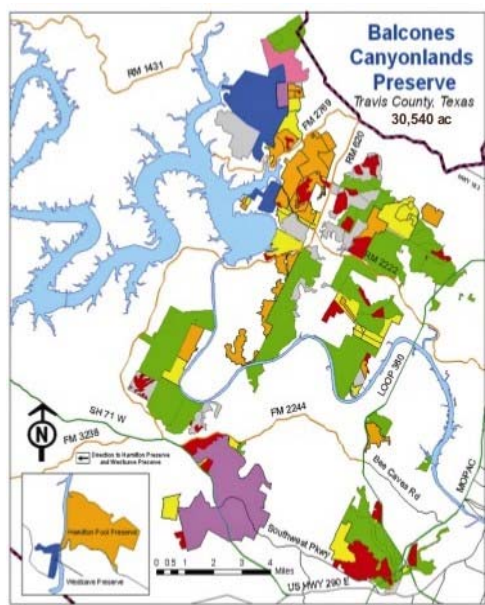 Balcones
Canyonlands
Preserve
Travis County, Texas
30,540 ac
RM 1431
FM 2769
RM 620
HWY 183
RM 2222
LOOP 360
SH 71 W
FM 2244
FM 3238
N
Direction to Hamilton Preserve
and Westcave Preserve
Bee Caves Rd
MOPAC
Hamilton Pool Preserve
Westcave Preserve
Southwest Pkwy
0 0.5 1 2 3 4
Miles
US HWY 290 E